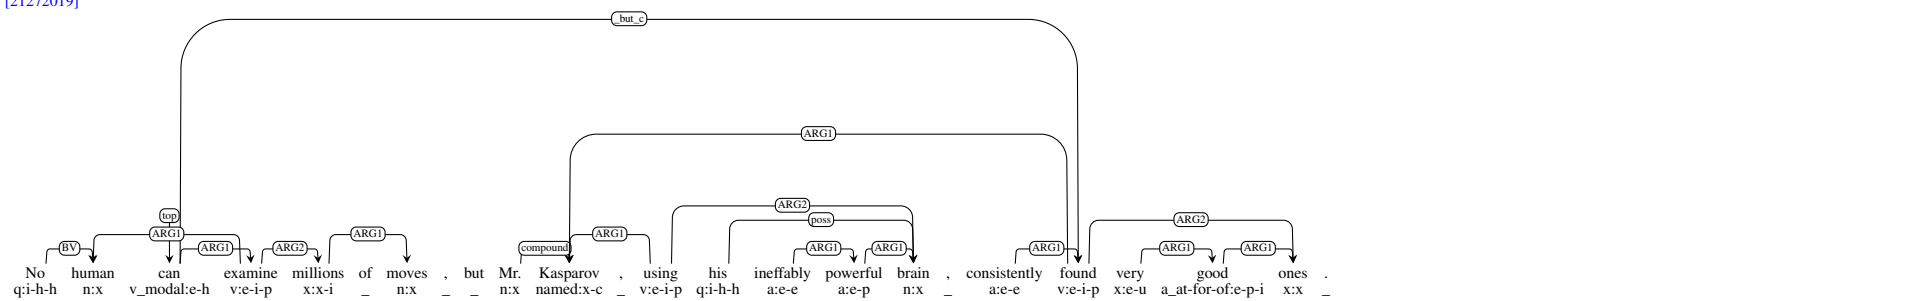 [21272019]
_but_c
ARG1
ARG2
top poss ARG2
ARG1 ARG1 ARG1
BV ARG1 ARG2 compound ARG1 ARG1 ARG1 ARG1 ARG1
No human can examine millions of moves , but Mr. Kasparov , using his ineffably powerful brain , consistently found very good ones .
q:i-h-h n:x v_modal:e-h v:e-i-p x:x-i _ n:x _ _ n:x named:x-c _ v:e-i-p q:i-h-h a:e-e a:e-p n:x _ a:e-e v:e-i-p x:e-u a_at-for-of:e-p-i x:x _